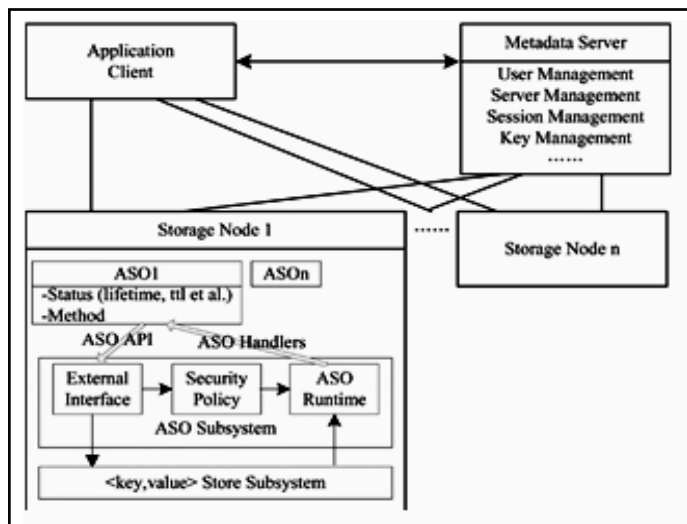 Application
Client
Metadata Server
User Management
Server Management
Session Management
Key Management
......
Storage Node 1
......
Storage Node n
ASO1
ASOn
-Status (lifetime, ttl et al.)
-Method
ASO API
ASO Handlers
External
Interface
Security
Policy
ASO
Runtime
ASO Subsystem
<key,value> Store Subsystem